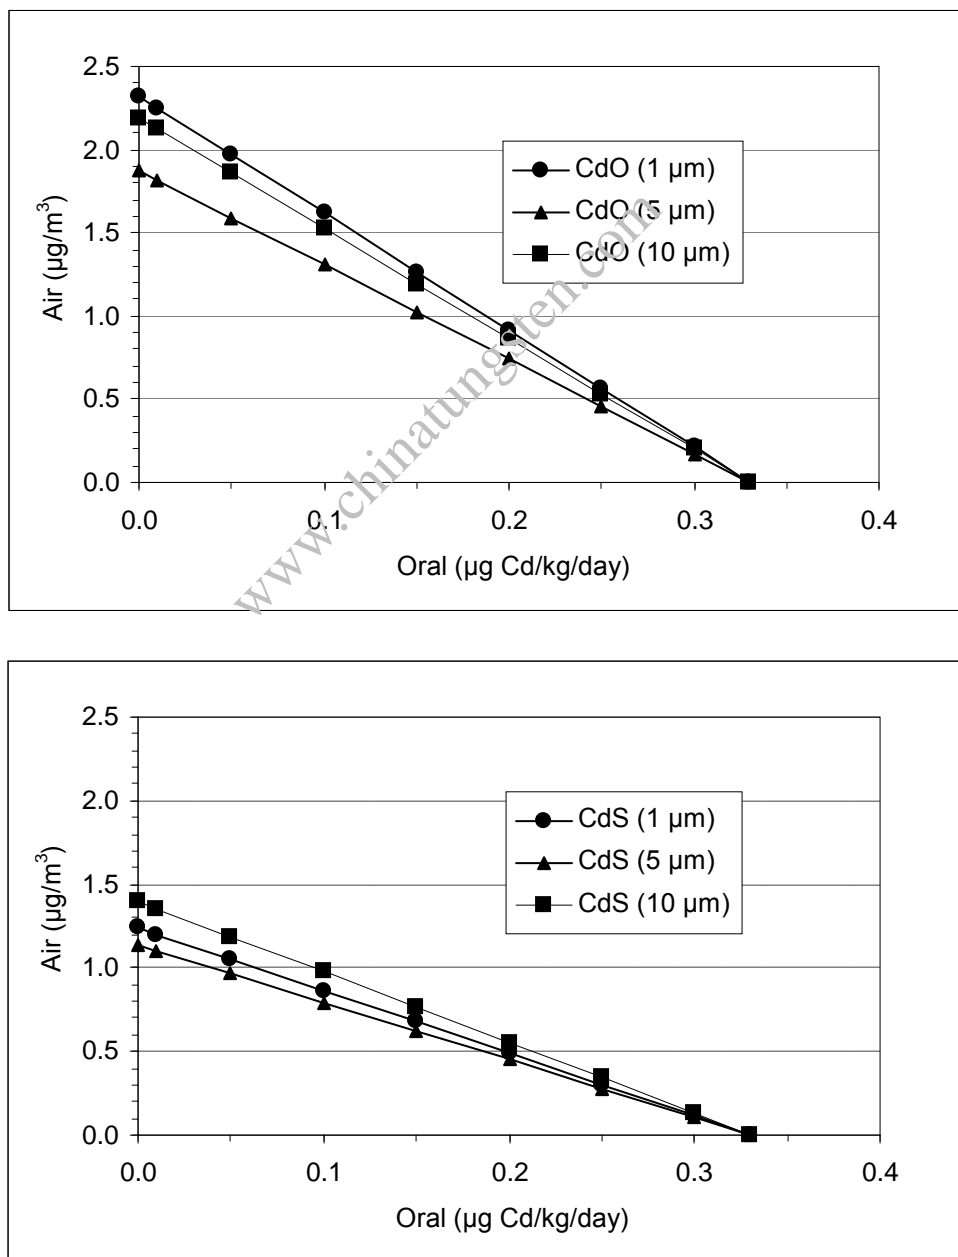 2.5
2.0
1.5
1.0
0.5
0.0
Air (µg/m³)
CdO (1 µm)
CdO (5 µm)
CdO (10 µm)
0.0 0.1 0.2 0.3 0.4
Oral (µg Cd/kg/day)
www.chinatungsten.com
2.5
2.0
1.5
1.0
0.5
0.0
Air (µg/m³)
CdS (1 µm)
CdS (5 µm)
CdS (10 µm)
0.0 0.1 0.2 0.3 0.4
Oral (µg Cd/kg/day)